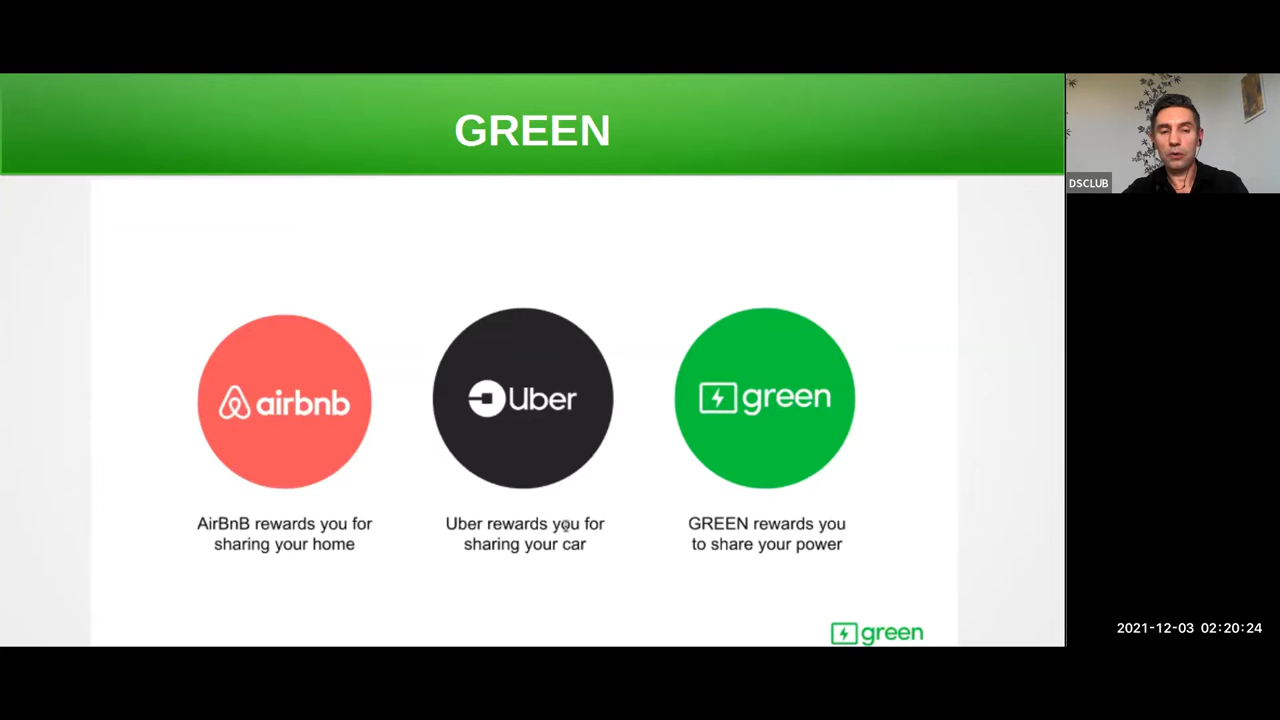 GREEN
DSCLUB
airbnb
Uber
green
AirBnB rewards you for
sharing your home
Uber rewards you for
sharing your car
GREEN rewards you
to share your power
green
2021-12-03 02:20:24